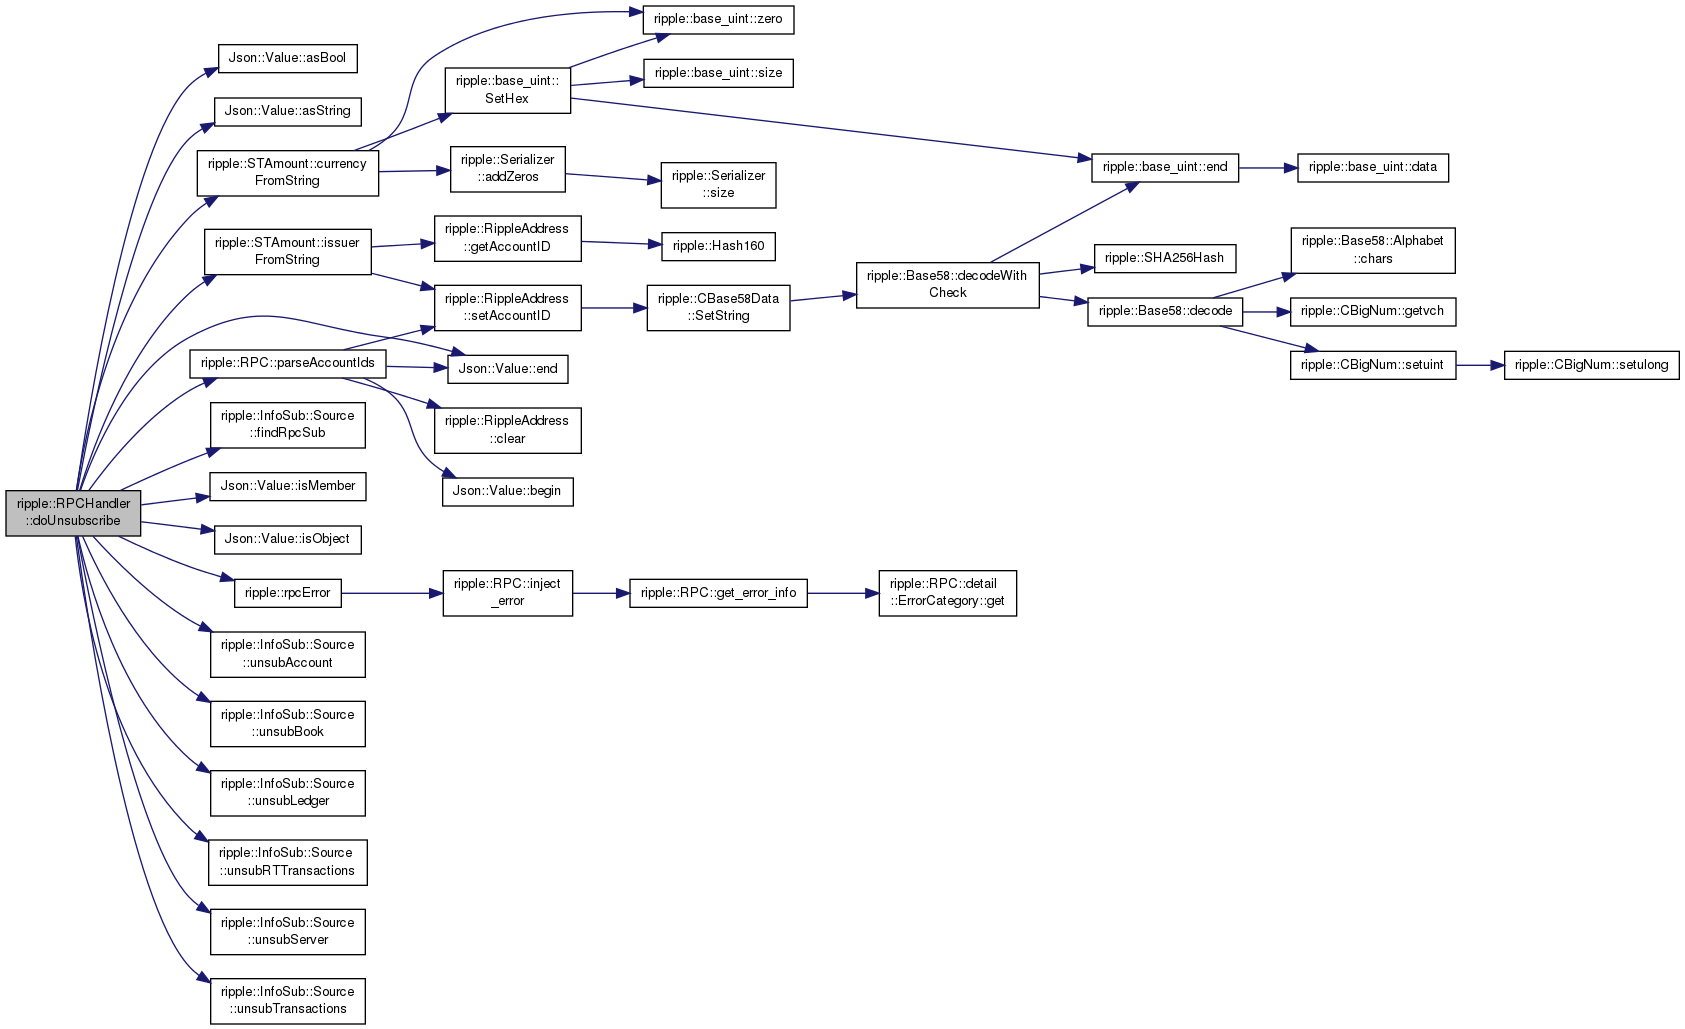 ripple::RPCHandler
::doUnsubscribe
Json::Value::asBool
Json::Value::asString
ripple::STAmount::currency
FromString
ripple::STAmount::issuer
FromString
ripple::RPC::parseAccountIds
ripple::InfoSub::Source
::findRpcSub
Json::Value::isMember
Json::Value::isObject
ripple::rpcError
ripple::InfoSub::Source
::unsubAccount
ripple::InfoSub::Source
::unsubBook
ripple::InfoSub::Source
::unsubLedger
ripple::InfoSub::Source
::unsubRTTransactions
ripple::InfoSub::Source
::unsubServer
ripple::InfoSub::Source
::unsubTransactions
ripple::base_uint::
SetHex
ripple::Serializer
::addZeros
ripple::RippleAddress
::getAccountID
ripple::RippleAddress
::setAccountID
Json::Value::end
ripple::RippleAddress
::clear
Json::Value::begin
ripple::RPC::inject
_error
ripple::base_uint::zero
ripple::base_uint::size
ripple::Serializer
::size
ripple::Hash160
ripple::CBase58Data
::SetString
ripple::RPC::get_error_info
ripple::Base58::decodeWith
Check
ripple::RPC::detail
::ErrorCategory::get
ripple::base_uint::end
ripple::SHA256Hash
ripple::Base58::decode
ripple::base_uint::data
ripple::Base58::Alphabet
::chars
ripple::CBigNum::getvch
ripple::CBigNum::setuint
ripple::CBigNum::setulong